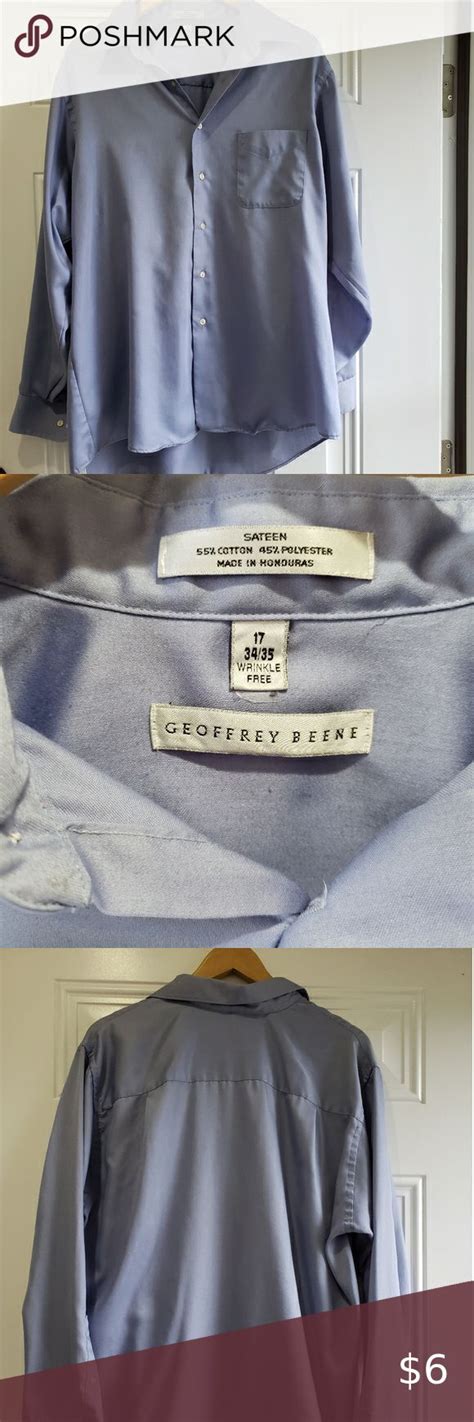 POSHMARK
SATEEN
55% COTTON 45% POLYESTER
MADE IN HONDURAS
17
34/35
WRINKLE
FREE
GEOFFREY BEENE
$6